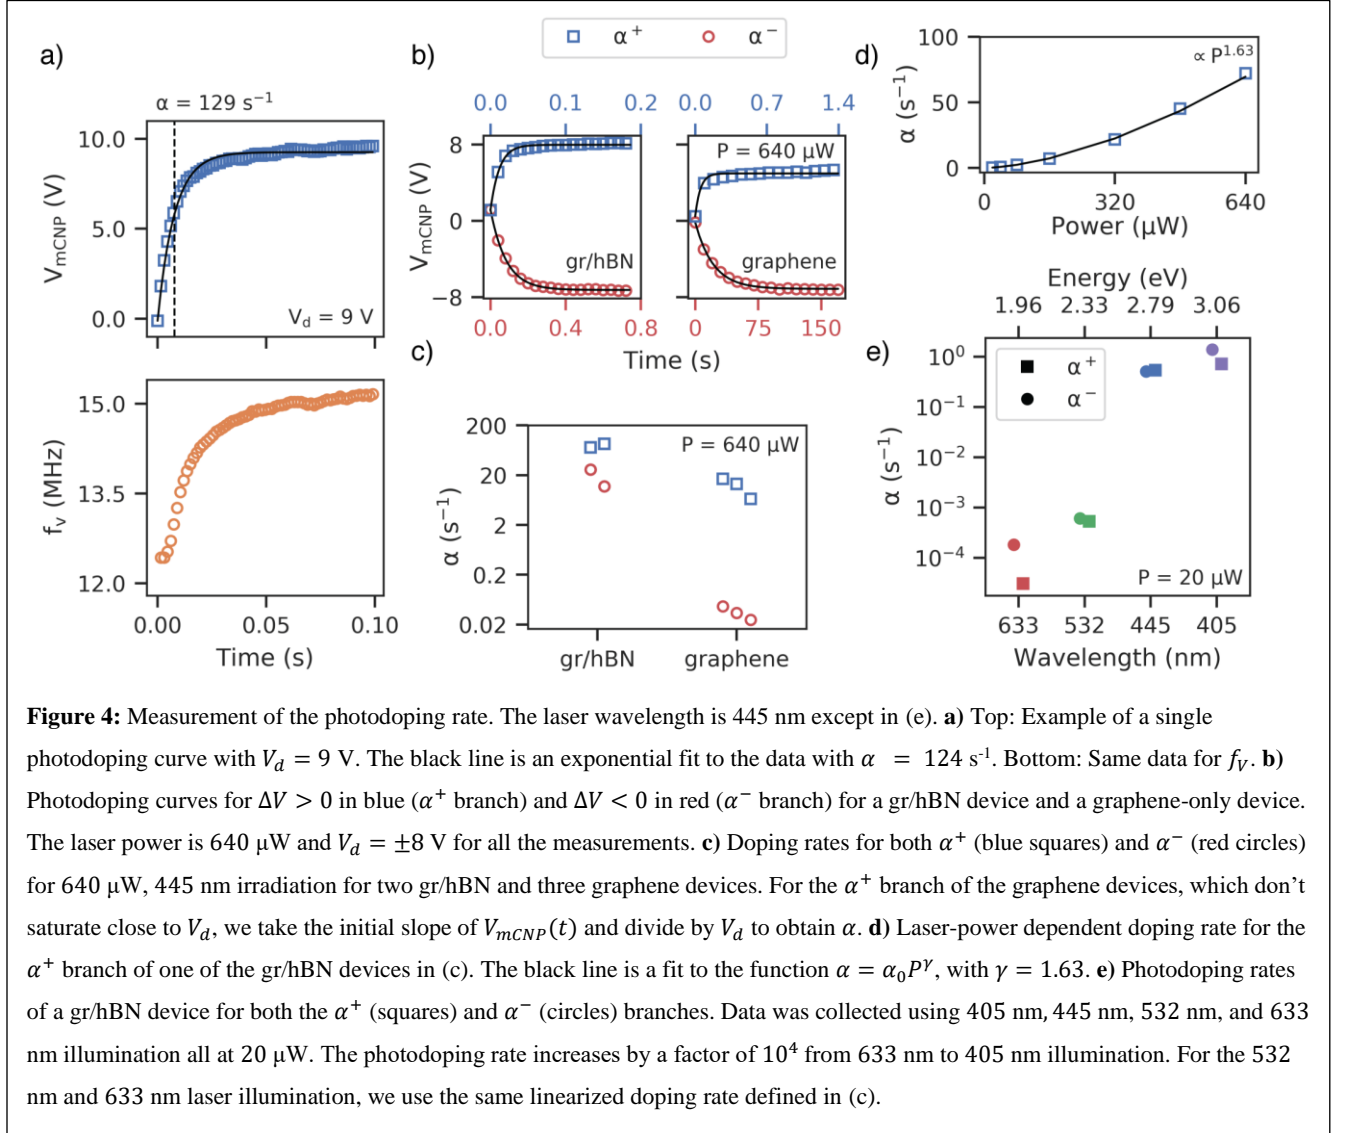 α⁺ α⁻
a)
α = 129 s⁻¹
10.0
5.0
0.0
V_mCNP (V)
V_d = 9 V
15.0
13.5
12.0
f_v (MHz)
0.00 0.05 0.10
Time (s)
b)
0.0 0.1 0.2 0.0 0.7 1.4
8
0
−8
V_mCNP (V)
P = 640 μW
gr/hBN graphene
0.0 0.4 0.8 0 75 150
Time (s)
c)
200
20
2
0.2
0.02
α (s⁻¹)
P = 640 μW
gr/hBN graphene
d)
100
50
0
α (s⁻¹)
∝ P^1.63
0 320 640
Power (μW)
Energy (eV)
1.96 2.33 2.79 3.06
e)
α⁺
α⁻
10⁰
10⁻¹
10⁻²
10⁻³
10⁻⁴
α (s⁻¹)
P = 20 μW
633 532 445 405
Wavelength (nm)
Figure 4: Measurement of the photodoping rate. The laser wavelength is 445 nm except in (e). a) Top: Example of a single
photodoping curve with V_d = 9 V. The black line is an exponential fit to the data with α = 124 s⁻¹. Bottom: Same data for f_V. b)
Photodoping curves for ΔV > 0 in blue (α⁺ branch) and ΔV < 0 in red (α⁻ branch) for a gr/hBN device and a graphene-only device.
The laser power is 640 μW and V_d = ±8 V for all the measurements. c) Doping rates for both α⁺ (blue squares) and α⁻ (red circles)
for 640 μW, 445 nm irradiation for two gr/hBN and three graphene devices. For the α⁺ branch of the graphene devices, which don't
saturate close to V_d, we take the initial slope of V_mCNP(t) and divide by V_d to obtain α. d) Laser-power dependent doping rate for the
α⁺ branch of one of the gr/hBN devices in (c). The black line is a fit to the function α = α₀P^γ, with γ = 1.63. e) Photodoping rates
of a gr/hBN device for both the α⁺ (squares) and α⁻ (circles) branches. Data was collected using 405 nm, 445 nm, 532 nm, and 633
nm illumination all at 20 μW. The photodoping rate increases by a factor of 10⁴ from 633 nm to 405 nm illumination. For the 532
nm and 633 nm laser illumination, we use the same linearized doping rate defined in (c).